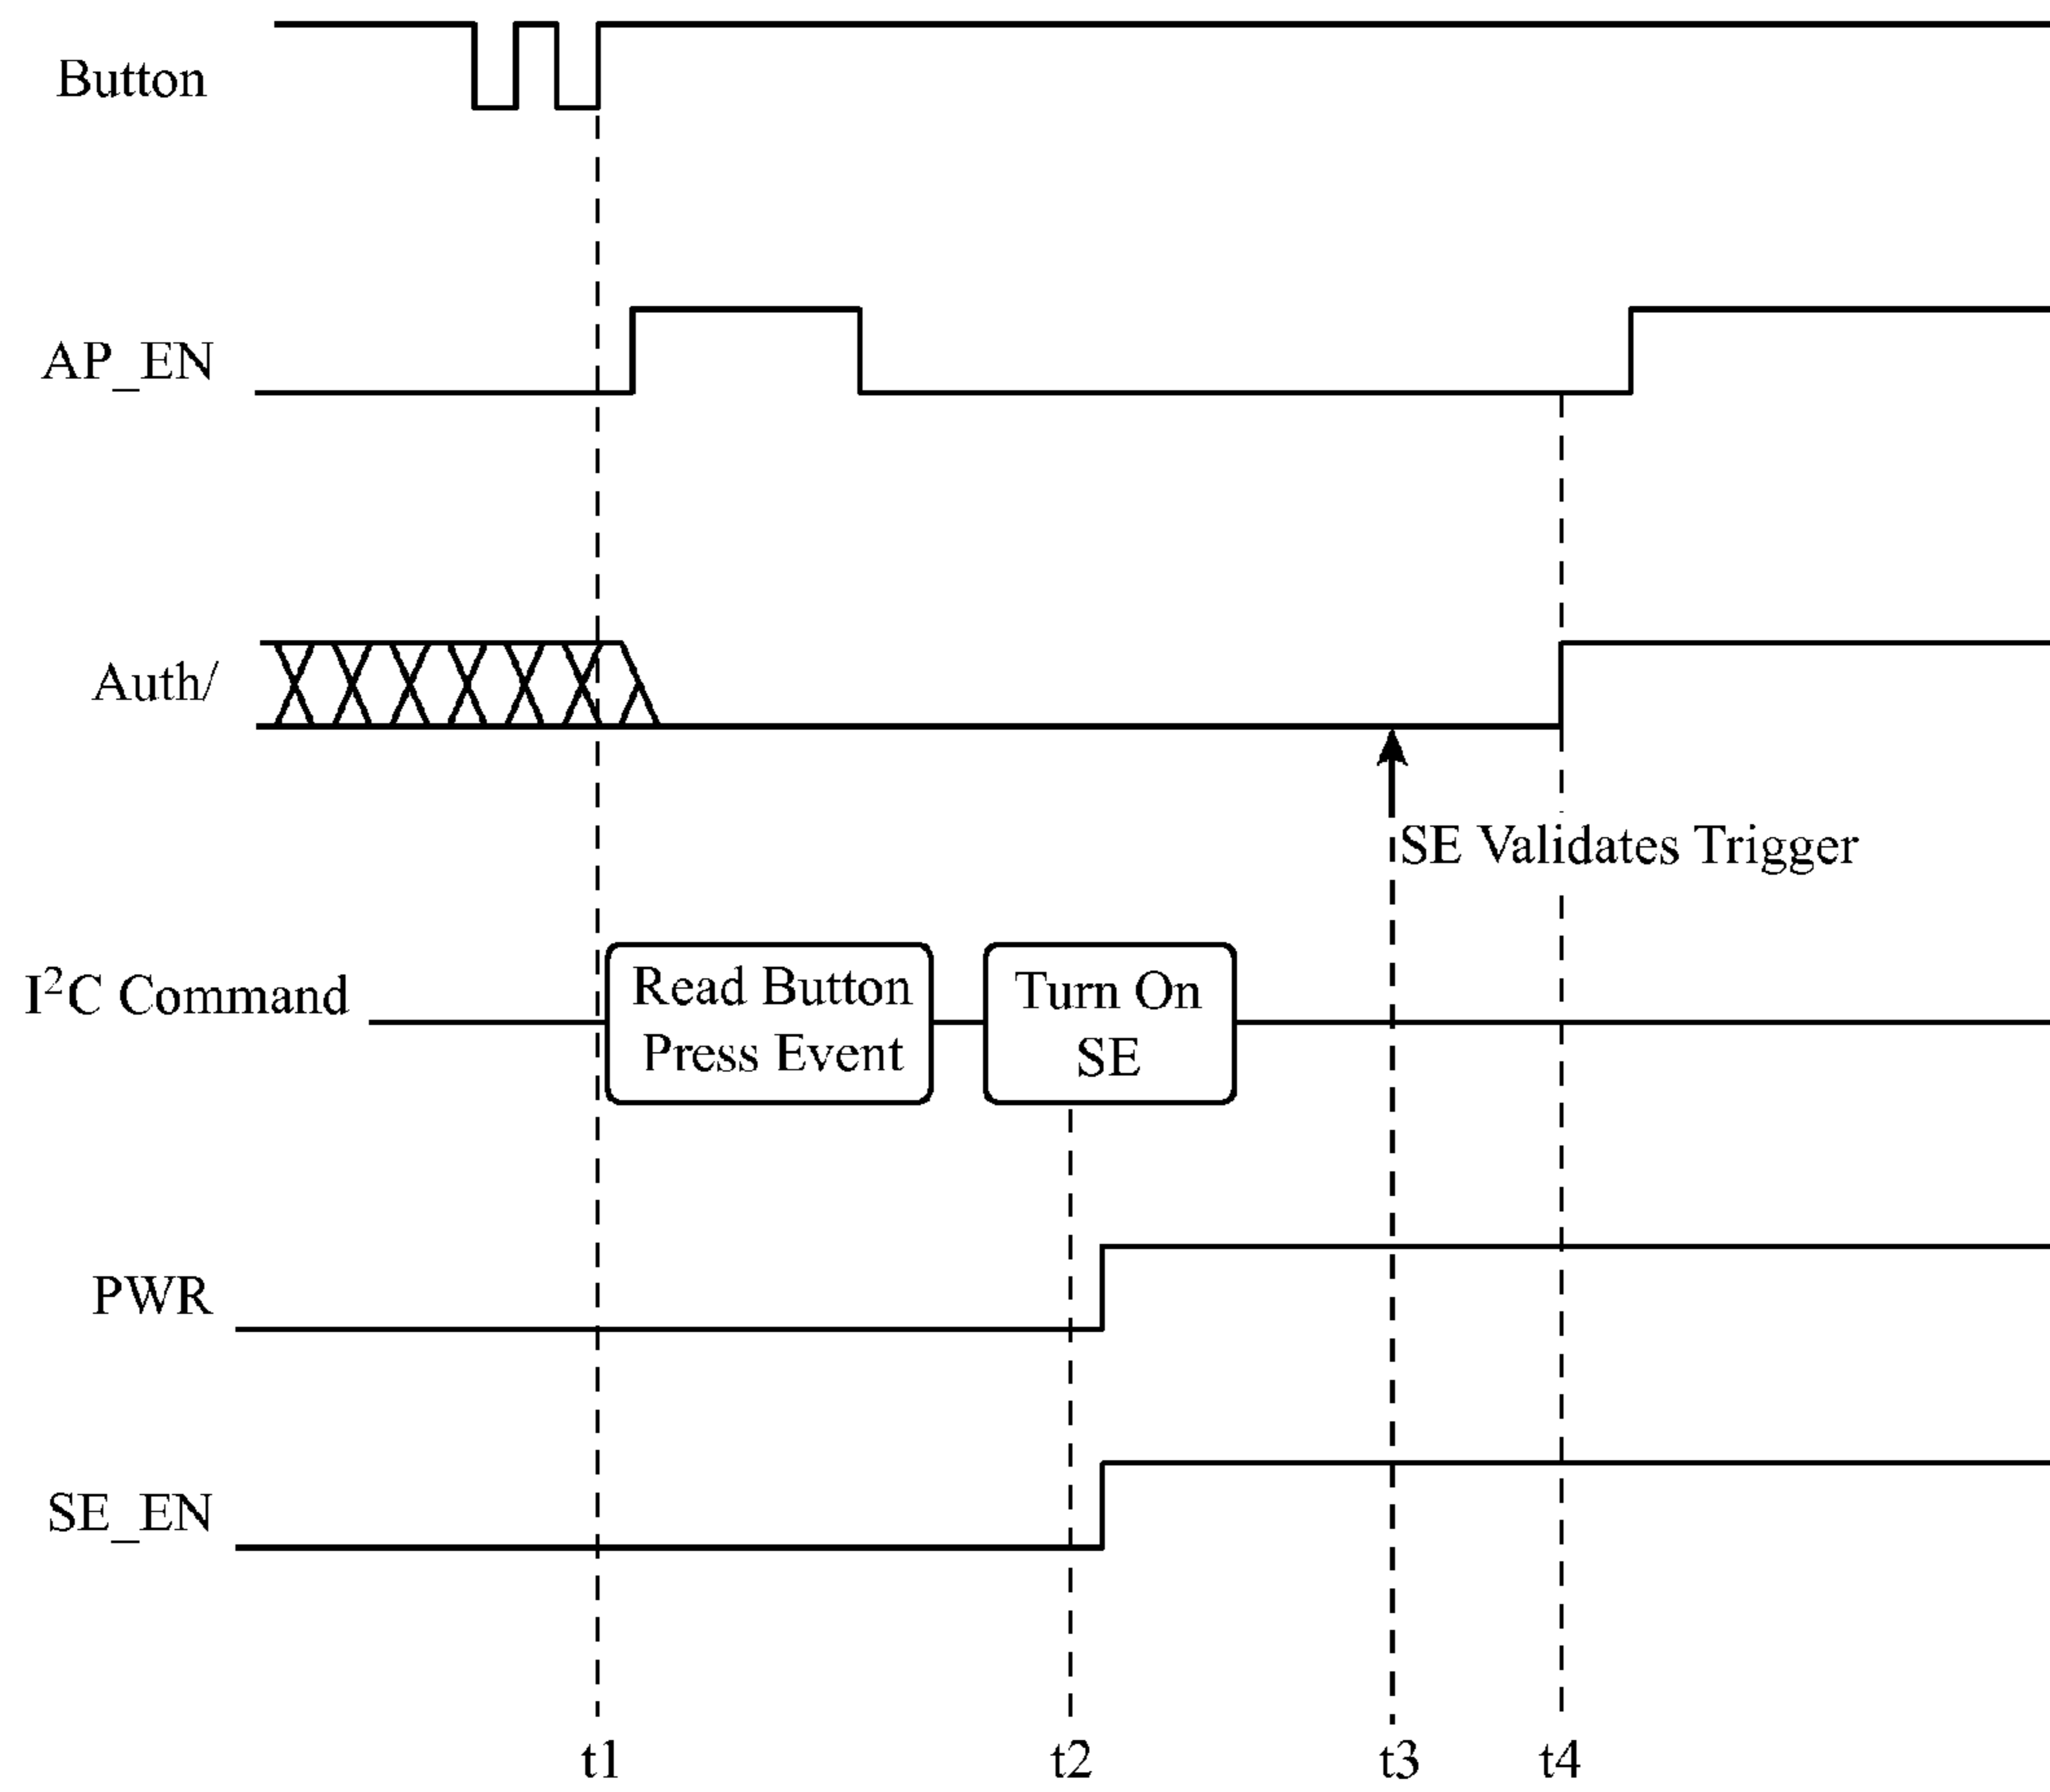 Button
AP_EN
Auth/
SE Validates Trigger
I²C Command
Read Button
Press Event
Turn On
SE
PWR
SE_EN
t1
t2
t3
t4